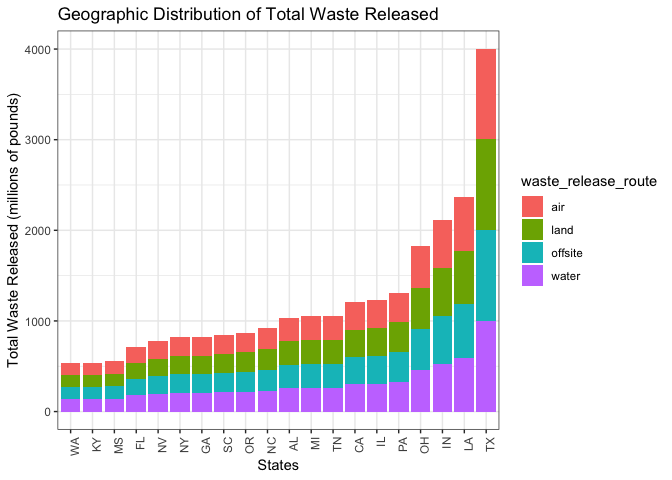 Geographic Distribution of Total Waste Released
Total Waste Released (millions of pounds)
4000
3000
2000
1000
0
WA KY MS FL NV NY GA SC OR NC AL MI TN CA IL PA OH IN LA TX
States
waste_release_route
air
land
offsite
water